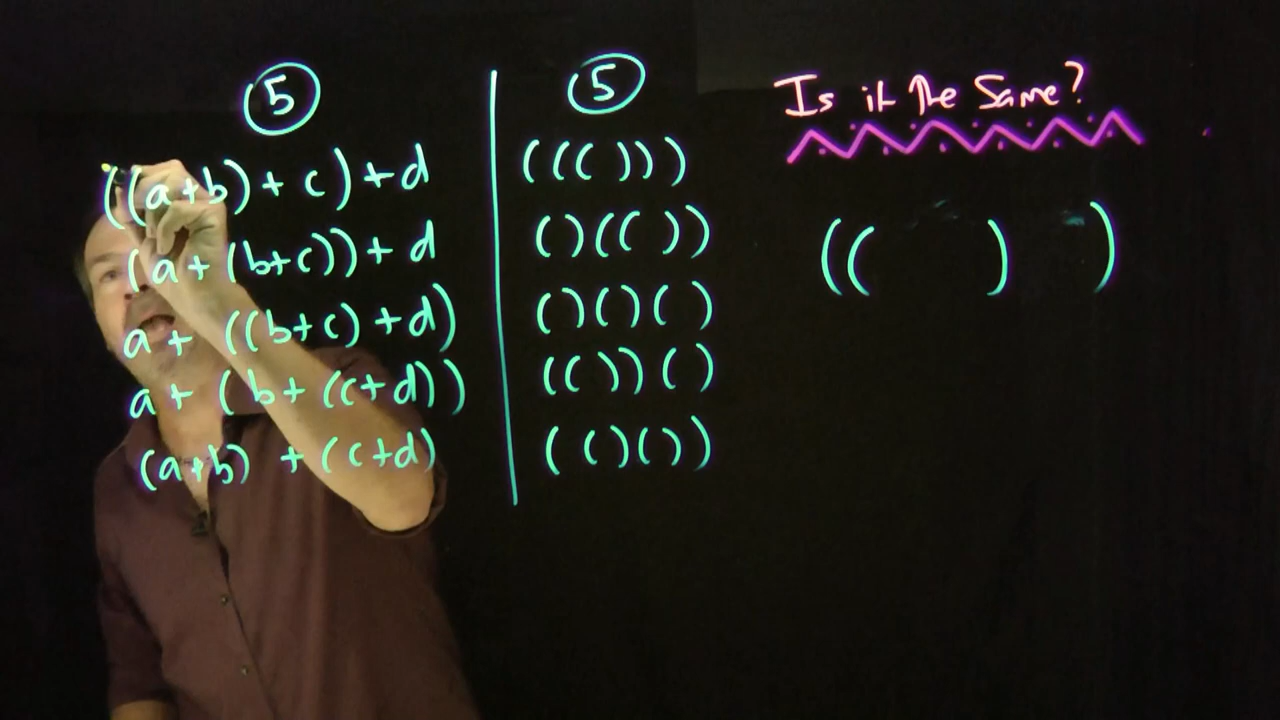 ⑤
((a+b)+c)+d
(a+(b+c))+d
a+((b+c)+d)
a+(b+(c+d))
(a+b)+(c+d)
⑤
((()))
()(())
()()()
(())()
(()())
Is it the Same?
(( ) )